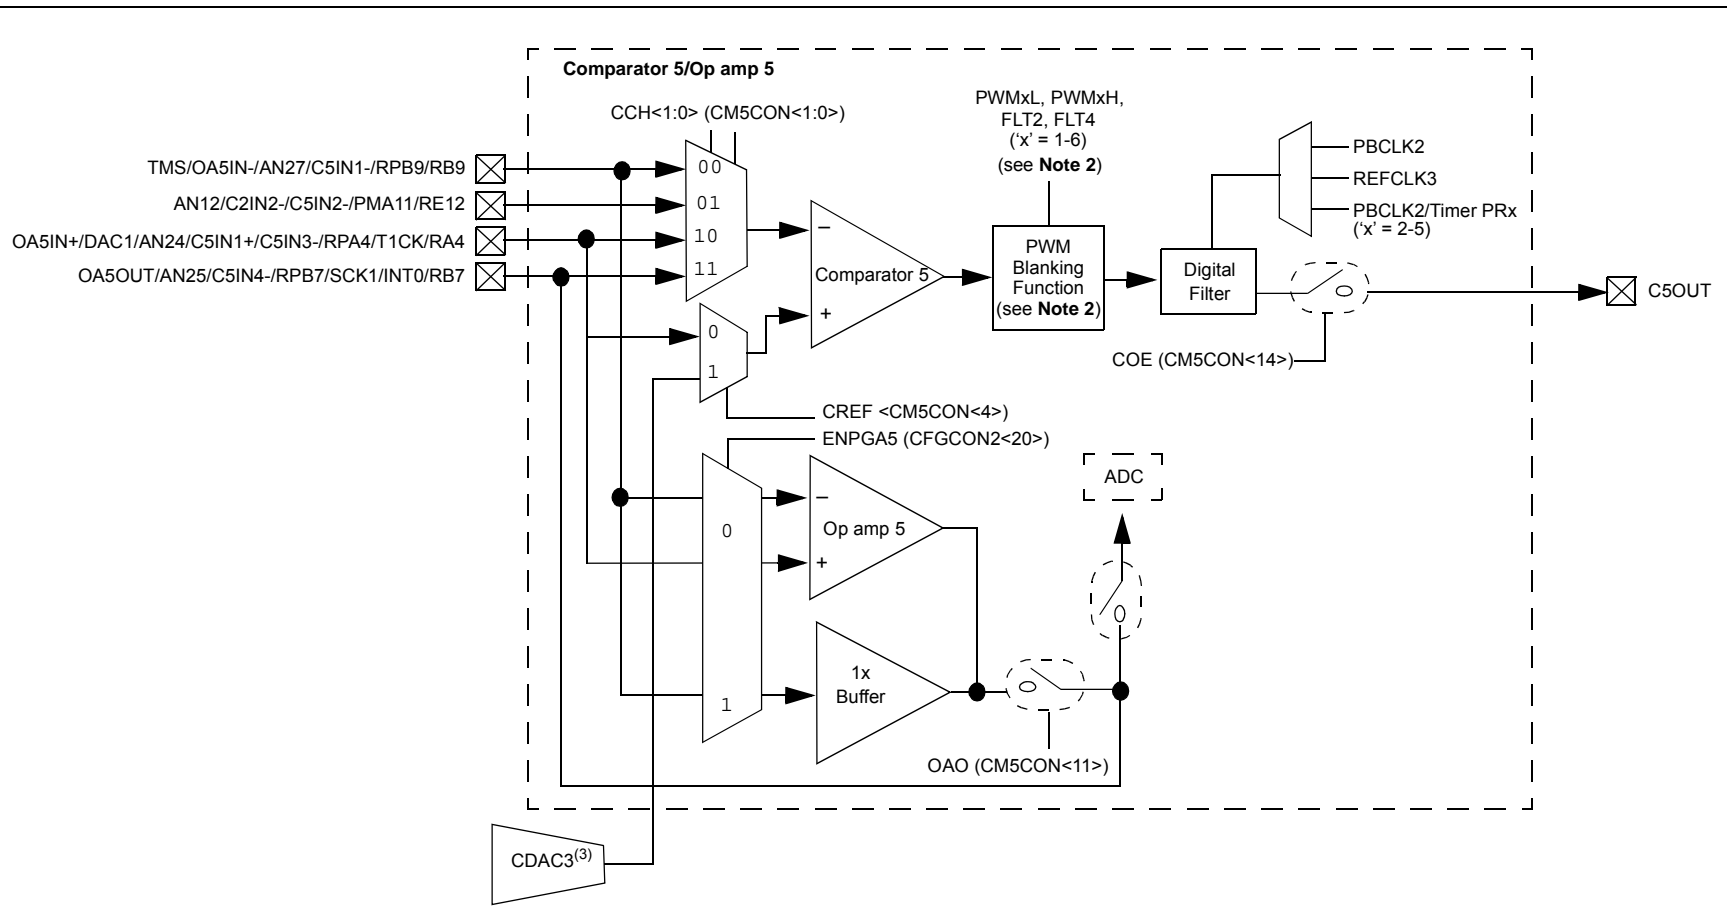 Comparator 5/Op amp 5
CCH<1:0> (CM5CON<1:0>)
PWMxL, PWMxH,
FLT2, FLT4
(‘x’ = 1-6)
(see Note 2)
TMS/OA5IN-/AN27/C5IN1-/RPB9/RB9
AN12/C2IN2-/C5IN2-/PMA11/RE12
OA5IN+/DAC1/AN24/C5IN1+/C5IN3-/RPA4/T1CK/RA4
OA5OUT/AN25/C5IN4-/RPB7/SCK1/INT0/RB7
00
01
10
11
–
Comparator 5
+
0
1
PWM
Blanking
Function
(see Note 2)
Digital
Filter
PBCLK2
REFCLK3
PBCLK2/Timer PRx
(‘x’ = 2-5)
C5OUT
COE (CM5CON<14>)
CREF <CM5CON<4>)
ENPGA5 (CFGCON2<20>)
0
1
–
Op amp 5
+
1x
Buffer
ADC
OAO (CM5CON<11>)
CDAC3(3)